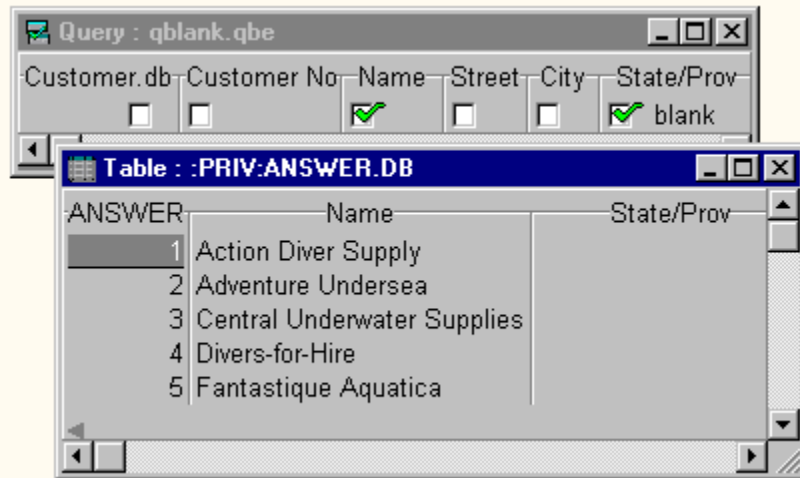 Query : qblank.qbe
Customer.db Customer No Name Street City State/Prov
blank
Table : :PRIV:ANSWER.DB
ANSWER Name State/Prov
1 Action Diver Supply
2 Adventure Undersea
3 Central Underwater Supplies
4 Divers-for-Hire
5 Fantastique Aquatica